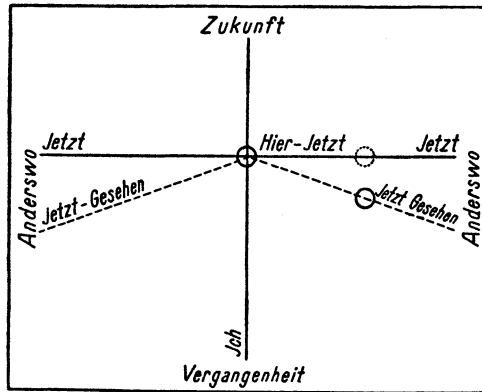 Zukunft
Jetzt
Hier-Jetzt
Jetzt
Anderswo
Jetzt-Gesehen
Jetzt Gesehen
Anderswo
Jch
Vergangenheit